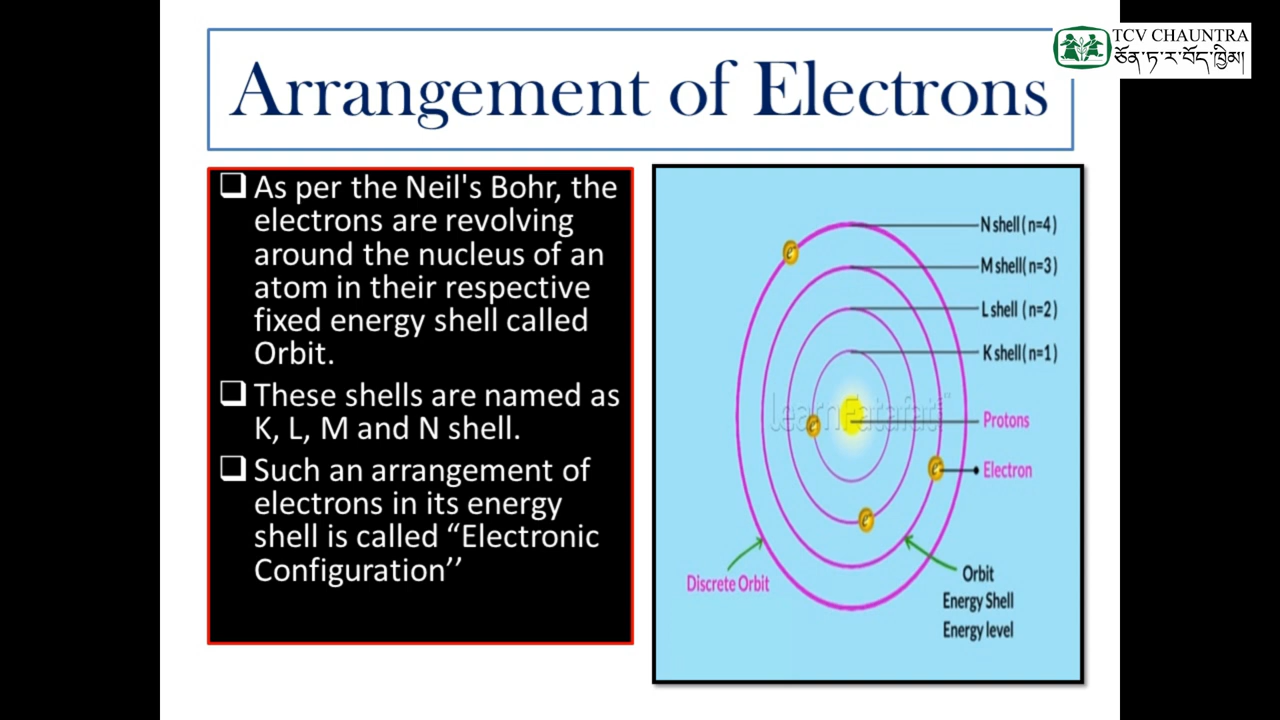 Arrangement of Electrons
TCV CHAUNTRA
ཅོན་ཏ་ར་བོད་ཁྱིམ།
As per the Neil's Bohr, the
electrons are revolving
around the nucleus of an
atom in their respective
fixed energy shell called
Orbit.
These shells are named as
K, L, M and N shell.
Such an arrangement of
electrons in its energy
shell is called “Electronic
Configuration’’
N shell ( n=4)
M shell( n=3)
L shell ( n=2)
K shell( n=1)
learnFatafat
Protons
Electron
Discrete Orbit
Orbit
Energy Shell
Energy level
e⁻
e⁻
e⁻
e⁻